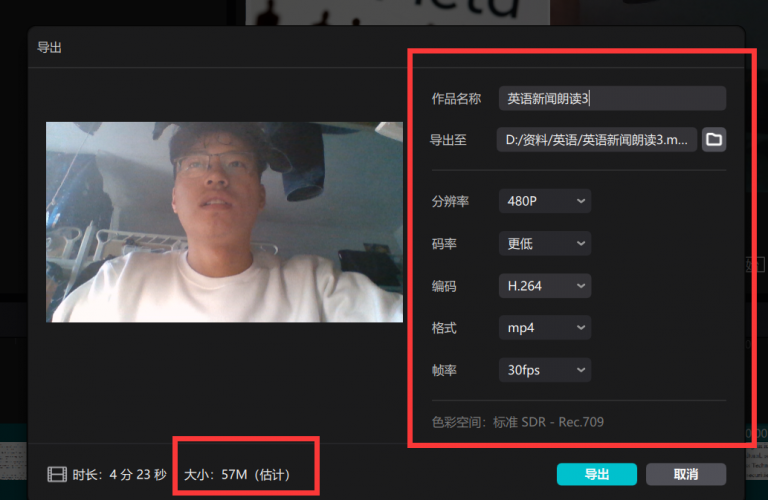 导出
作品名称 英语新闻朗读3
导出至 D:/资料/英语/英语新闻朗读3.m...
分辨率 480P
码率 更低
编码 H.264
格式 mp4
帧率 30fps
色彩空间：标准 SDR - Rec.709
时长：4 分 23 秒 大小：57M（估计） 导出 取消